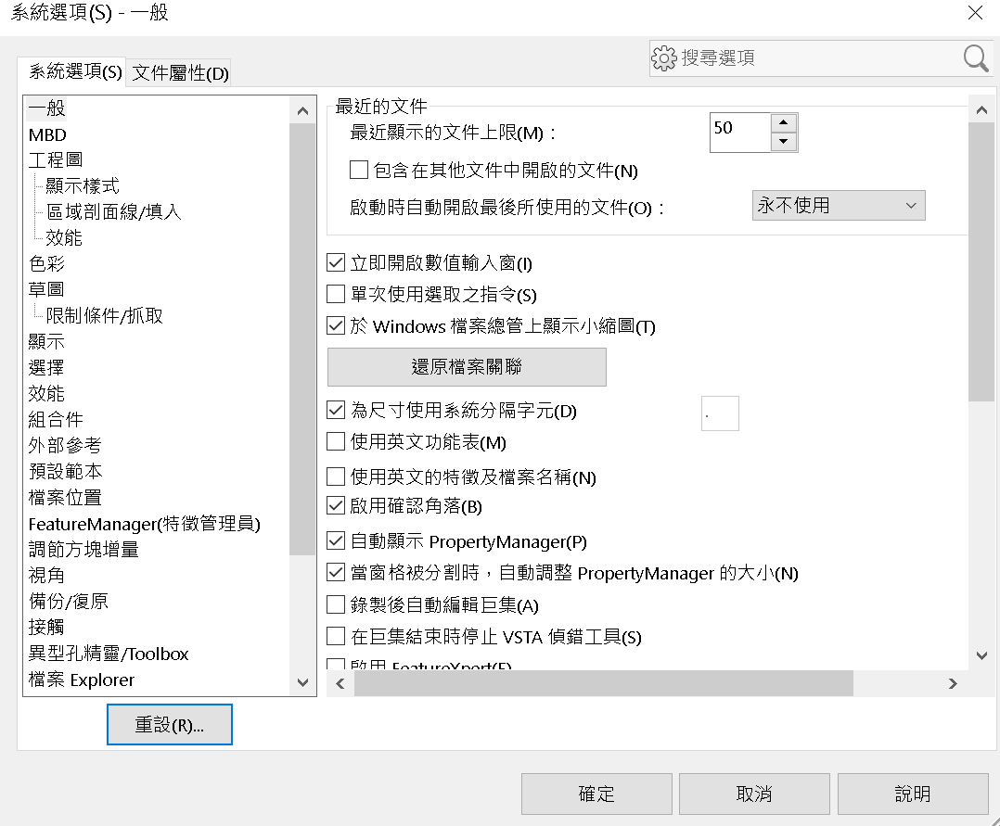 系統選項(S) - 一般
搜尋選項
系統選項(S) 文件屬性(D)
一般
MBD
工程圖
顯示樣式
區域剖面線/填入
效能
色彩
草圖
限制條件/抓取
顯示
選擇
效能
組合件
外部參考
預設範本
檔案位置
FeatureManager(特徵管理員)
調節方塊增量
視角
備份/復原
接觸
異型孔精靈/Toolbox
檔案 Explorer
重設(R)...
最近的文件
最近顯示的文件上限(M)：
50
包含在其他文件中開啟的文件(N)
啟動時自動開啟最後所使用的文件(O)：
永不使用
立即開啟數值輸入窗(I)
單次使用選取之指令(S)
於 Windows 檔案總管上顯示小縮圖(T)
還原檔案關聯
為尺寸使用系統分隔字元(D)
.
使用英文功能表(M)
使用英文的特徵及檔案名稱(N)
啟用確認角落(B)
自動顯示 PropertyManager(P)
當窗格被分割時，自動調整 PropertyManager 的大小(N)
錄製後自動編輯巨集(A)
在巨集結束時停止 VSTA 偵錯工具(S)
啟用 FeatureXpert(F)
確定
取消
說明